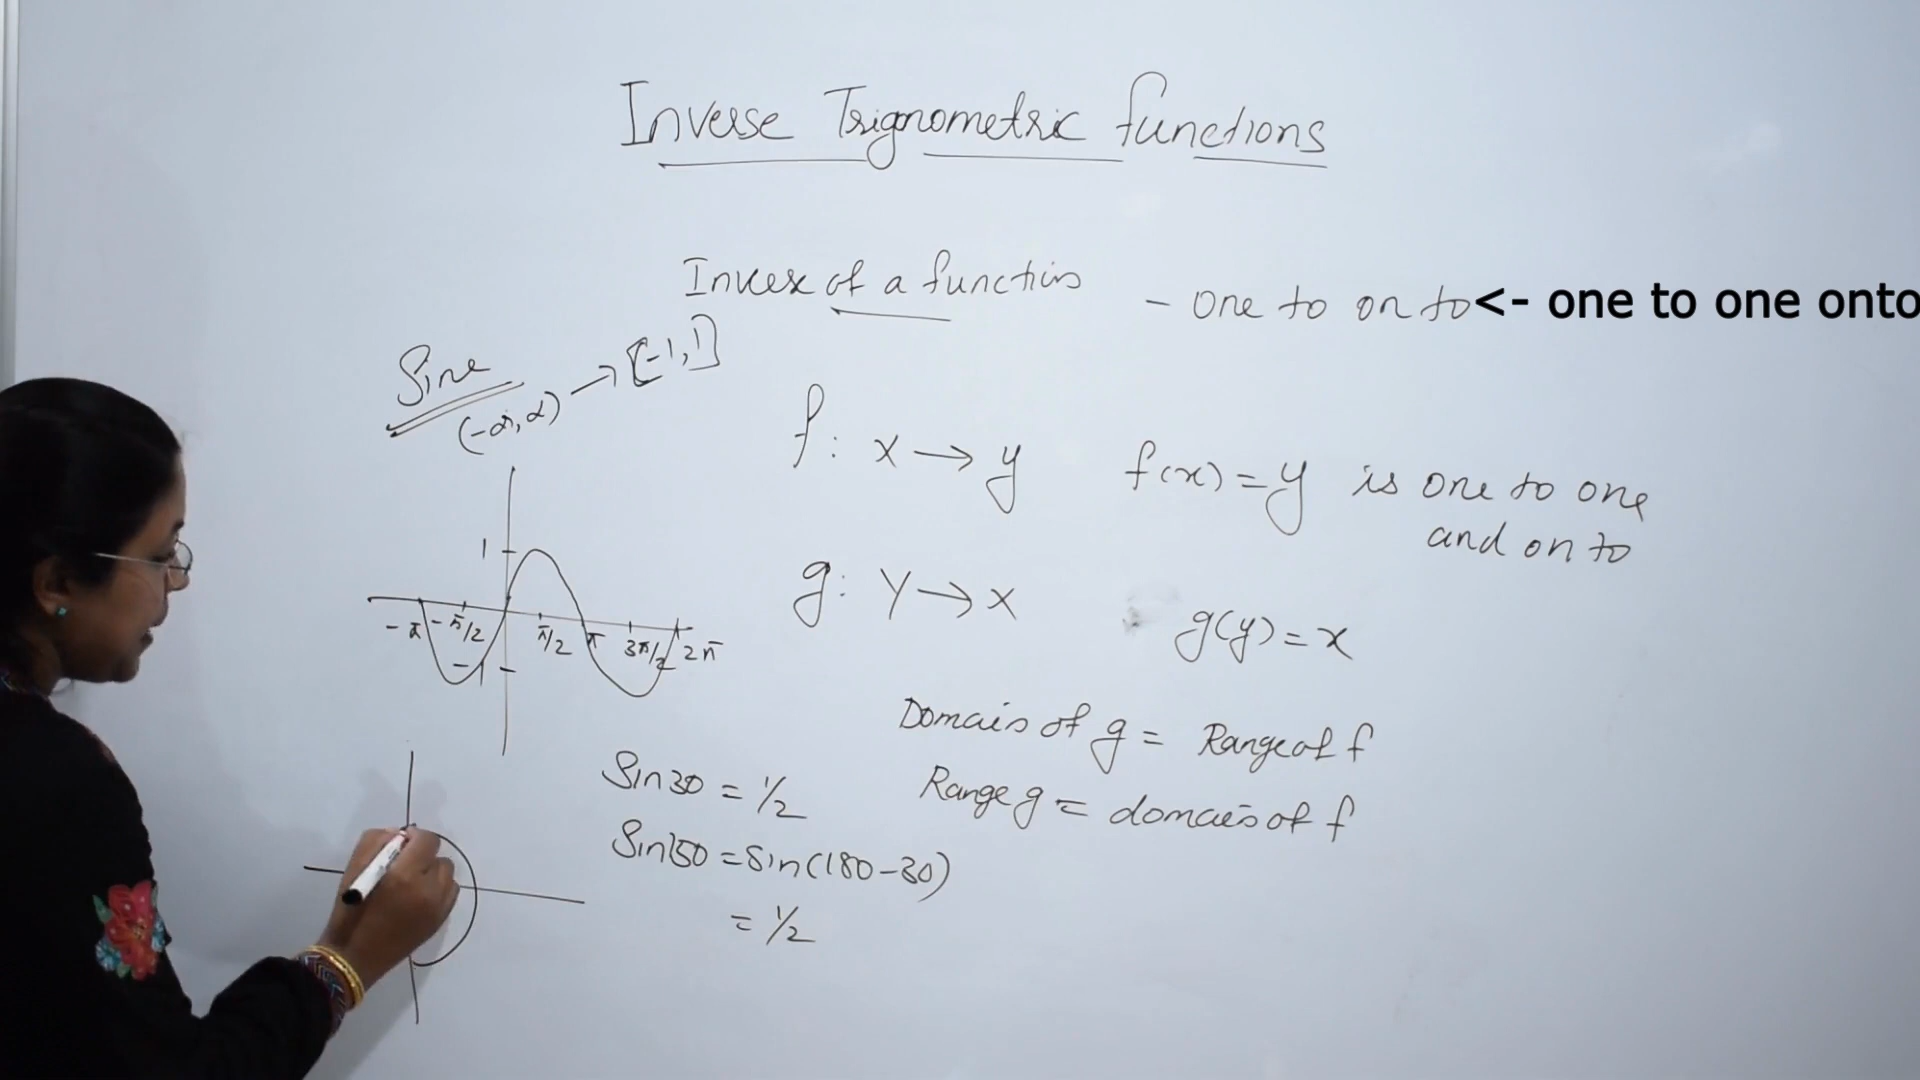 Inverse Trignometric functions
Inverse of a function
- one to on to<- one to one onto
Sine
(-∞,∞) → [-1,1]
f: x → y
f(x) = y is one to one
and on to
1
-π -π/2 π/2 π 3π/2 2π
-1
g: Y → x
g(y) = x
Domain of g = Range of f
Range g = domain of f
Sin30 = 1/2
Sin150 = Sin(180-30)
= 1/2